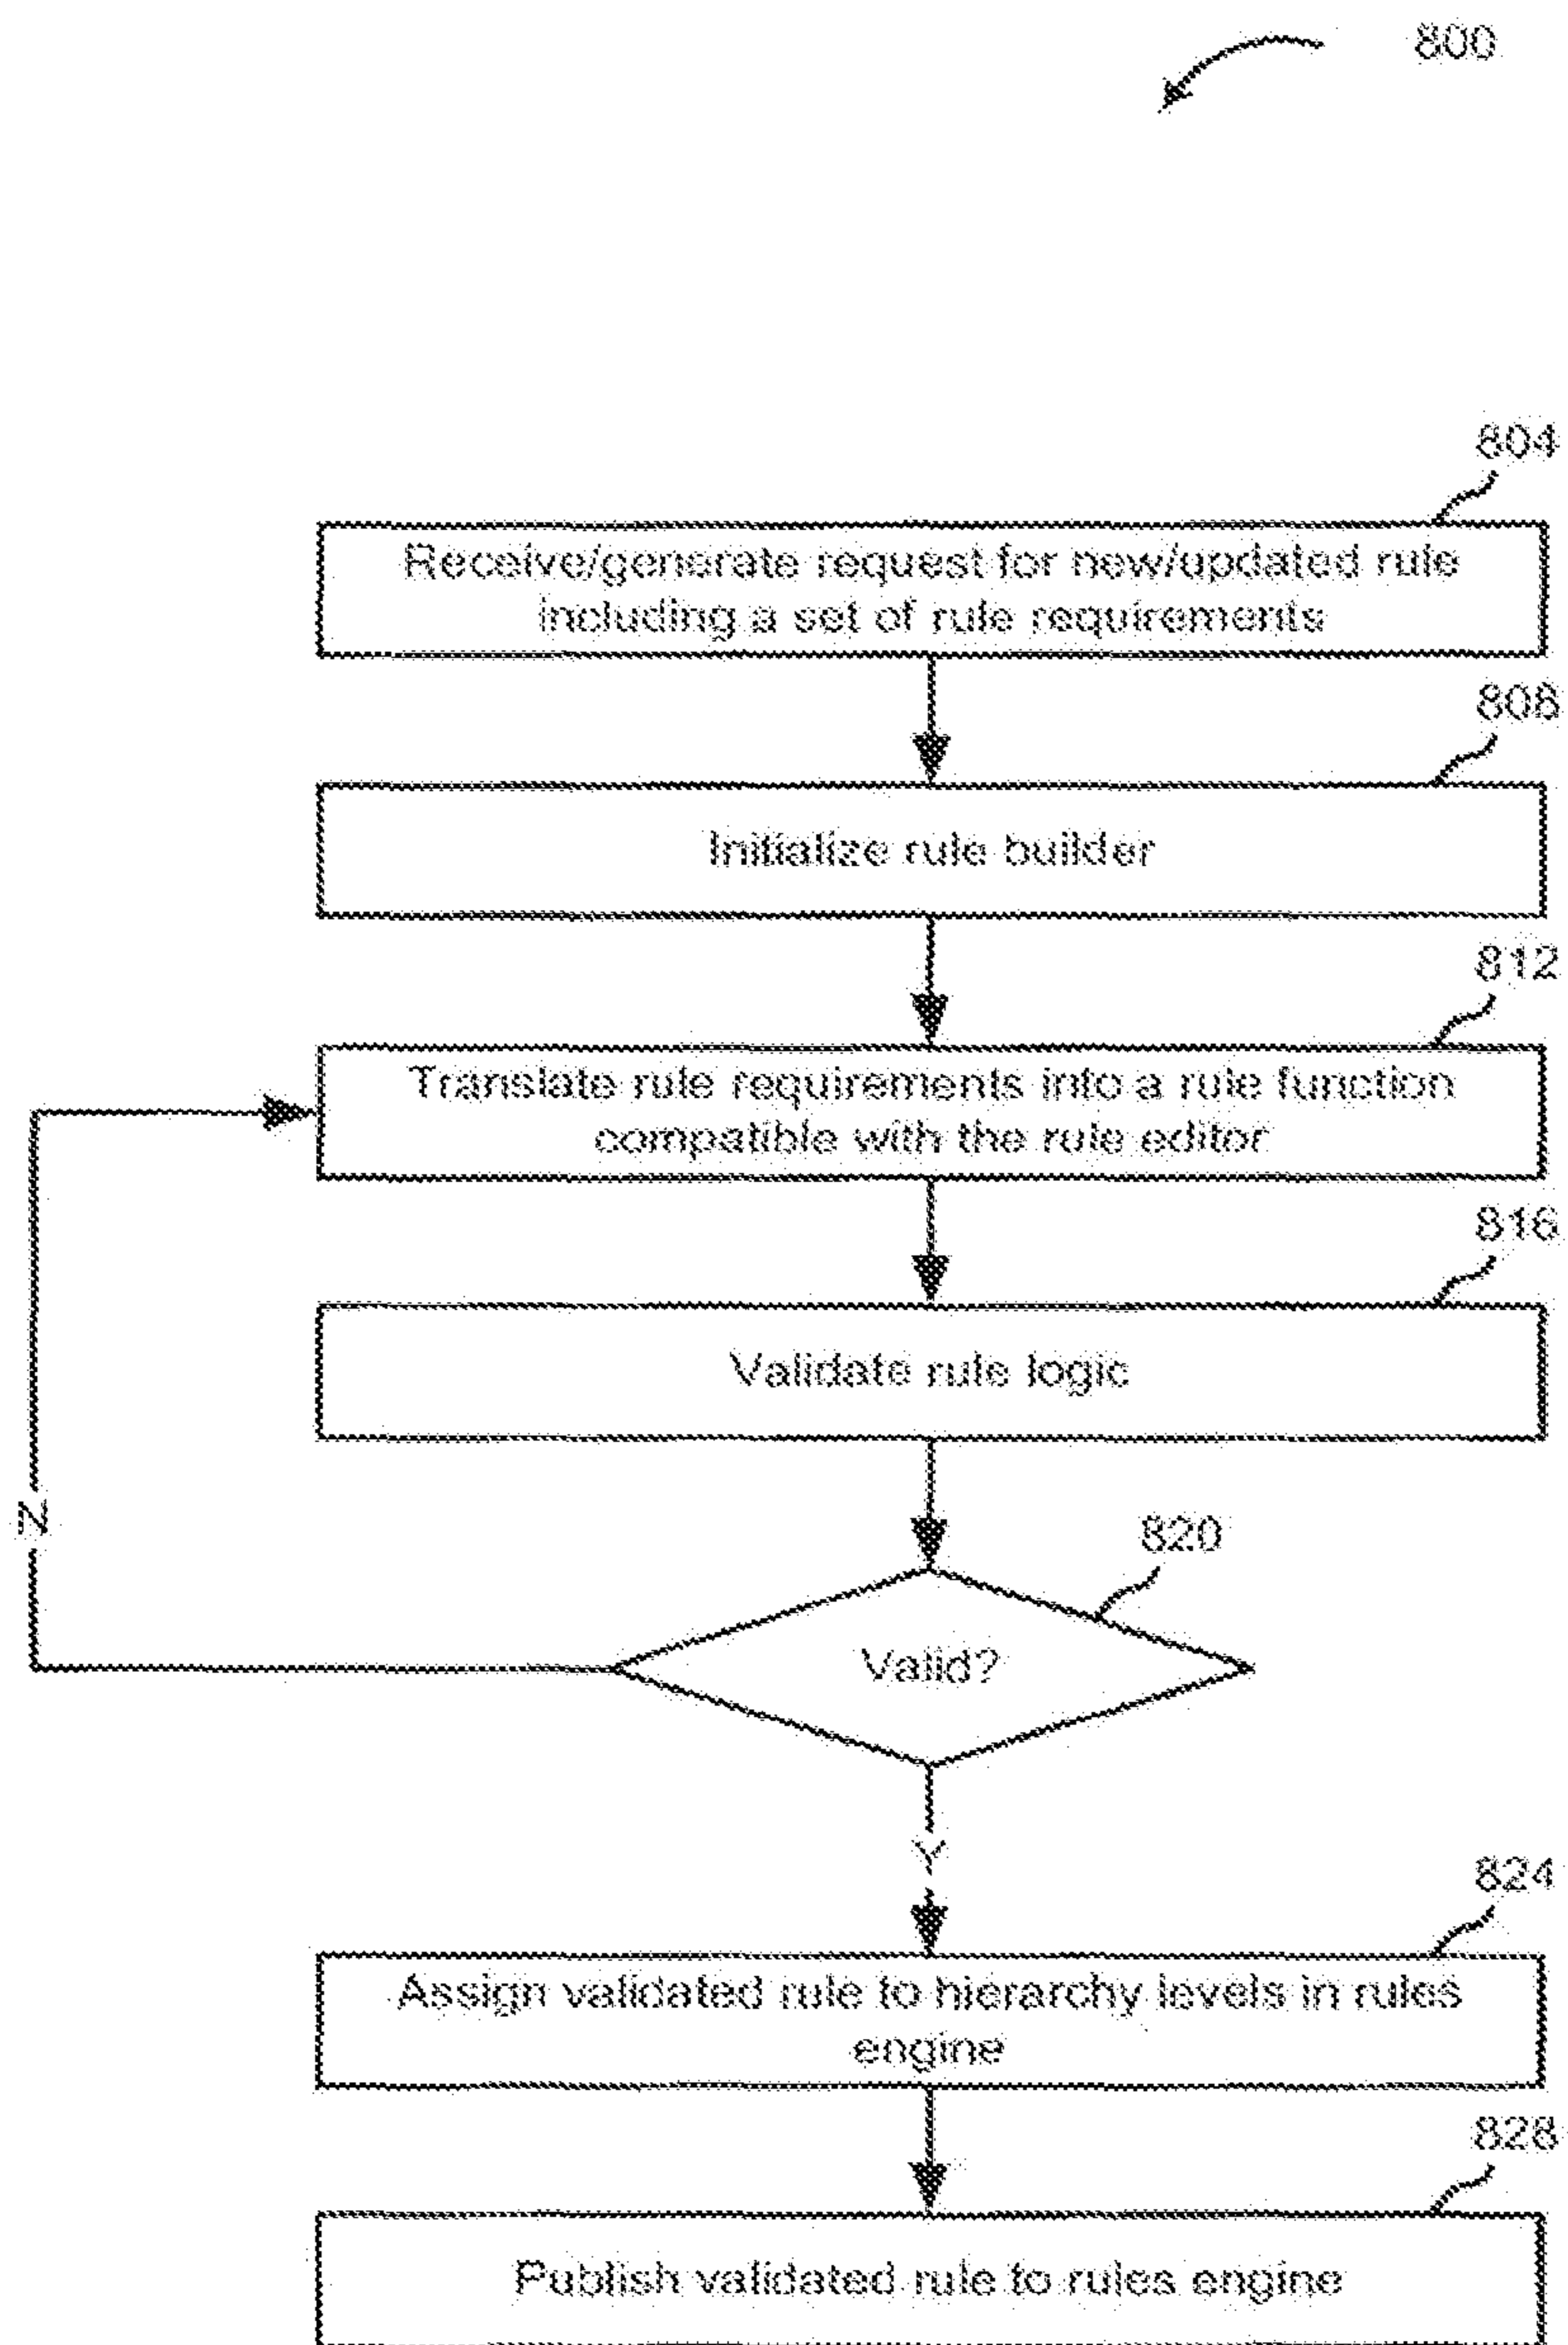 800
804
Receive/generate request for new/updated rule
including a set of rule requirements
808
Initialize rule builder
812
Translate rule requirements into a rule function
compatible with the rule editor
816
Validate rule logic
N
820
Valid?
Y
824
Assign validated rule to hierarchy levels in rules
engine
828
Publish validated rule to rules engine